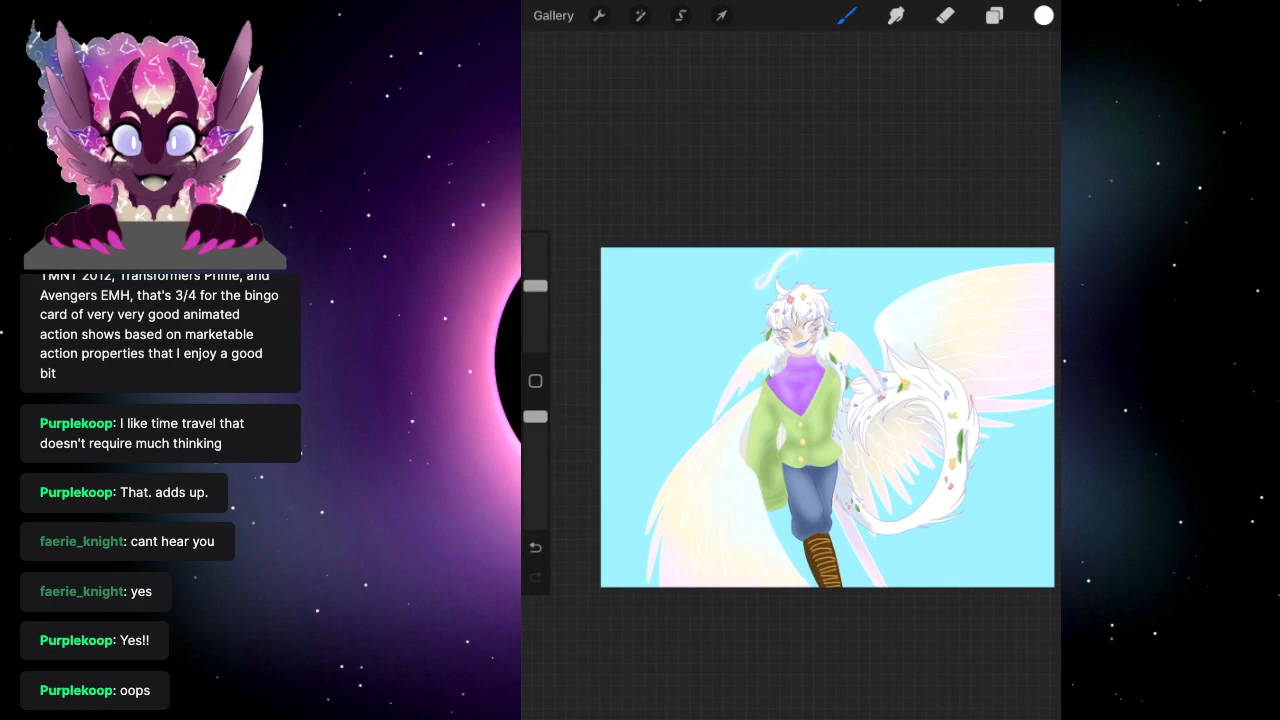 Gallery
TMNT 2012, Transformers Prime, and
Avengers EMH, that's 3/4 for the bingo
card of very very good animated
action shows based on marketable
action properties that I enjoy a good
bit
Purplekoop: I like time travel that
doesn't require much thinking
Purplekoop: That. adds up.
faerie_knight: cant hear you
faerie_knight: yes
Purplekoop: Yes!!
Purplekoop: oops